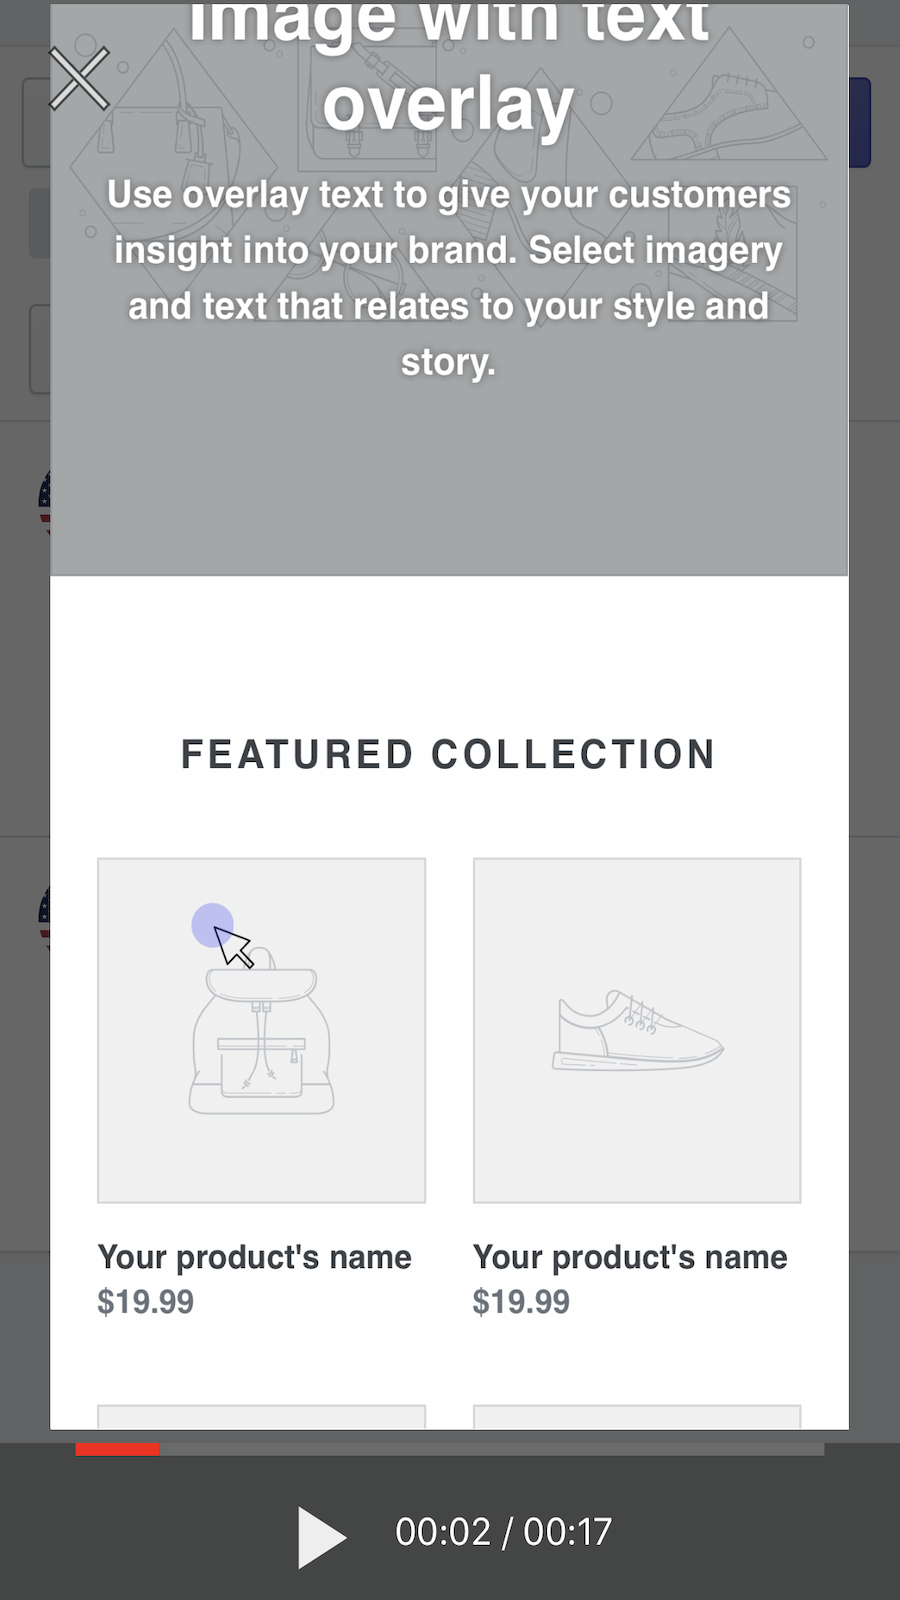 Image with text
overlay
Use overlay text to give your customers
insight into your brand. Select imagery
and text that relates to your style and
story.
FEATURED COLLECTION
Your product's name
$19.99
Your product's name
$19.99
00:02 / 00:17